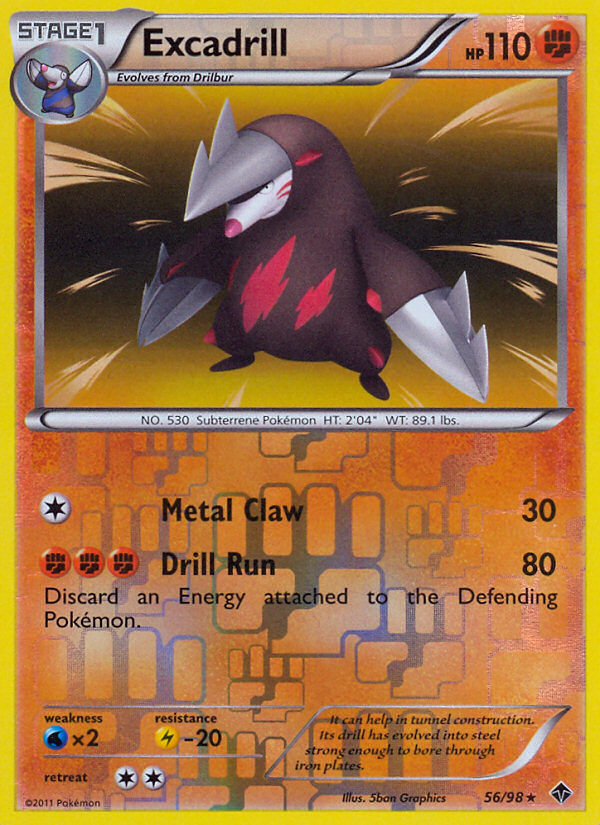 STAGE1
Excadrill
HP110
Evolves from Drilbur
NO. 530 Subterrene Pokémon HT: 2'04" WT: 89.1 lbs.
Metal Claw 30
Drill Run 80
Discard an Energy attached to the Defending
Pokémon.
weakness
×2
resistance
-20
retreat
It can help in tunnel construction.
Its drill has evolved into steel
strong enough to bore through
iron plates.
©2011 Pokémon
Illus. 5ban Graphics
56/98★